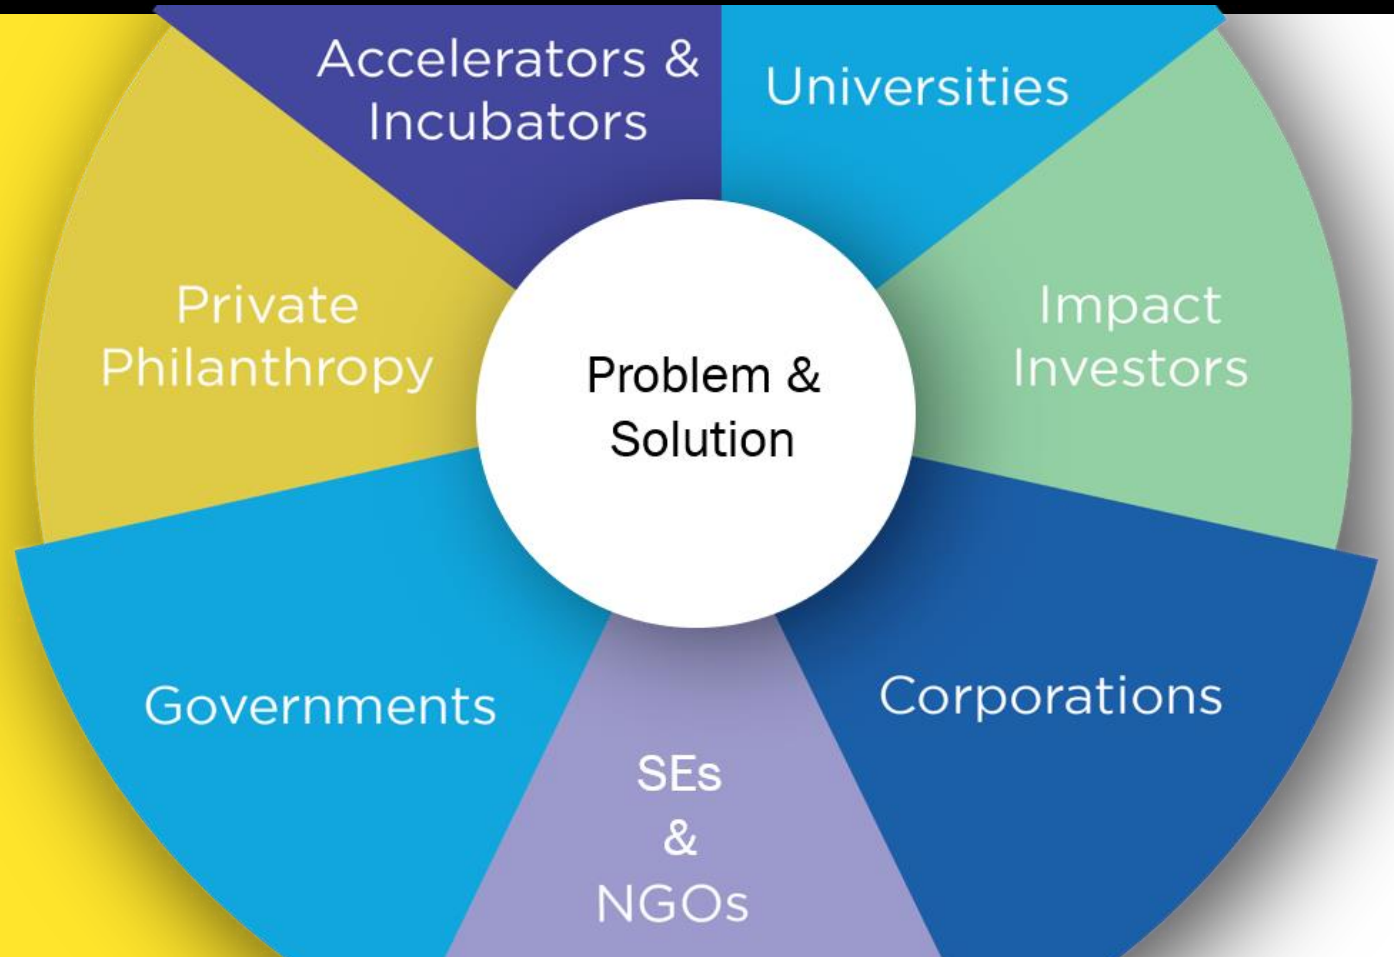 Accelerators &
Incubators
Universities
Private
Philanthropy
Impact
Investors
Problem &
Solution
Governments
Corporations
SEs
&
NGOs